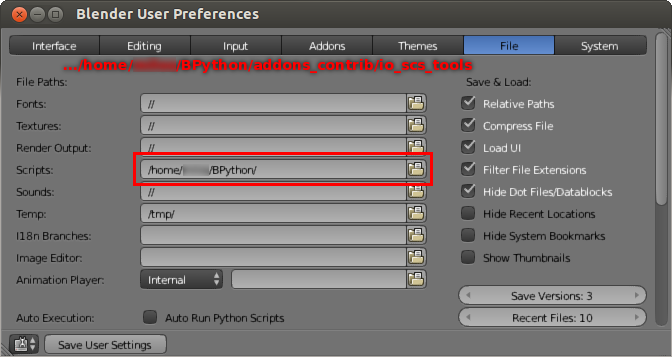 Blender User Preferences
Interface Editing Input Addons Themes File System
.../home/ /BPython/addons_contrib/io_scs_tools
File Paths:
Save & Load:
Fonts: //
Relative Paths
Textures: //
Compress File
Render Output: //
Load UI
Scripts: /home/ /BPython/
Filter File Extensions
Sounds: //
Hide Dot Files/Datablocks
Temp: /tmp/
Hide Recent Locations
I18n Branches:
Hide System Bookmarks
Image Editor:
Show Thumbnails
Animation Player: Internal
Save Versions: 3
Auto Execution: Auto Run Python Scripts
Recent Files: 10
Save User Settings